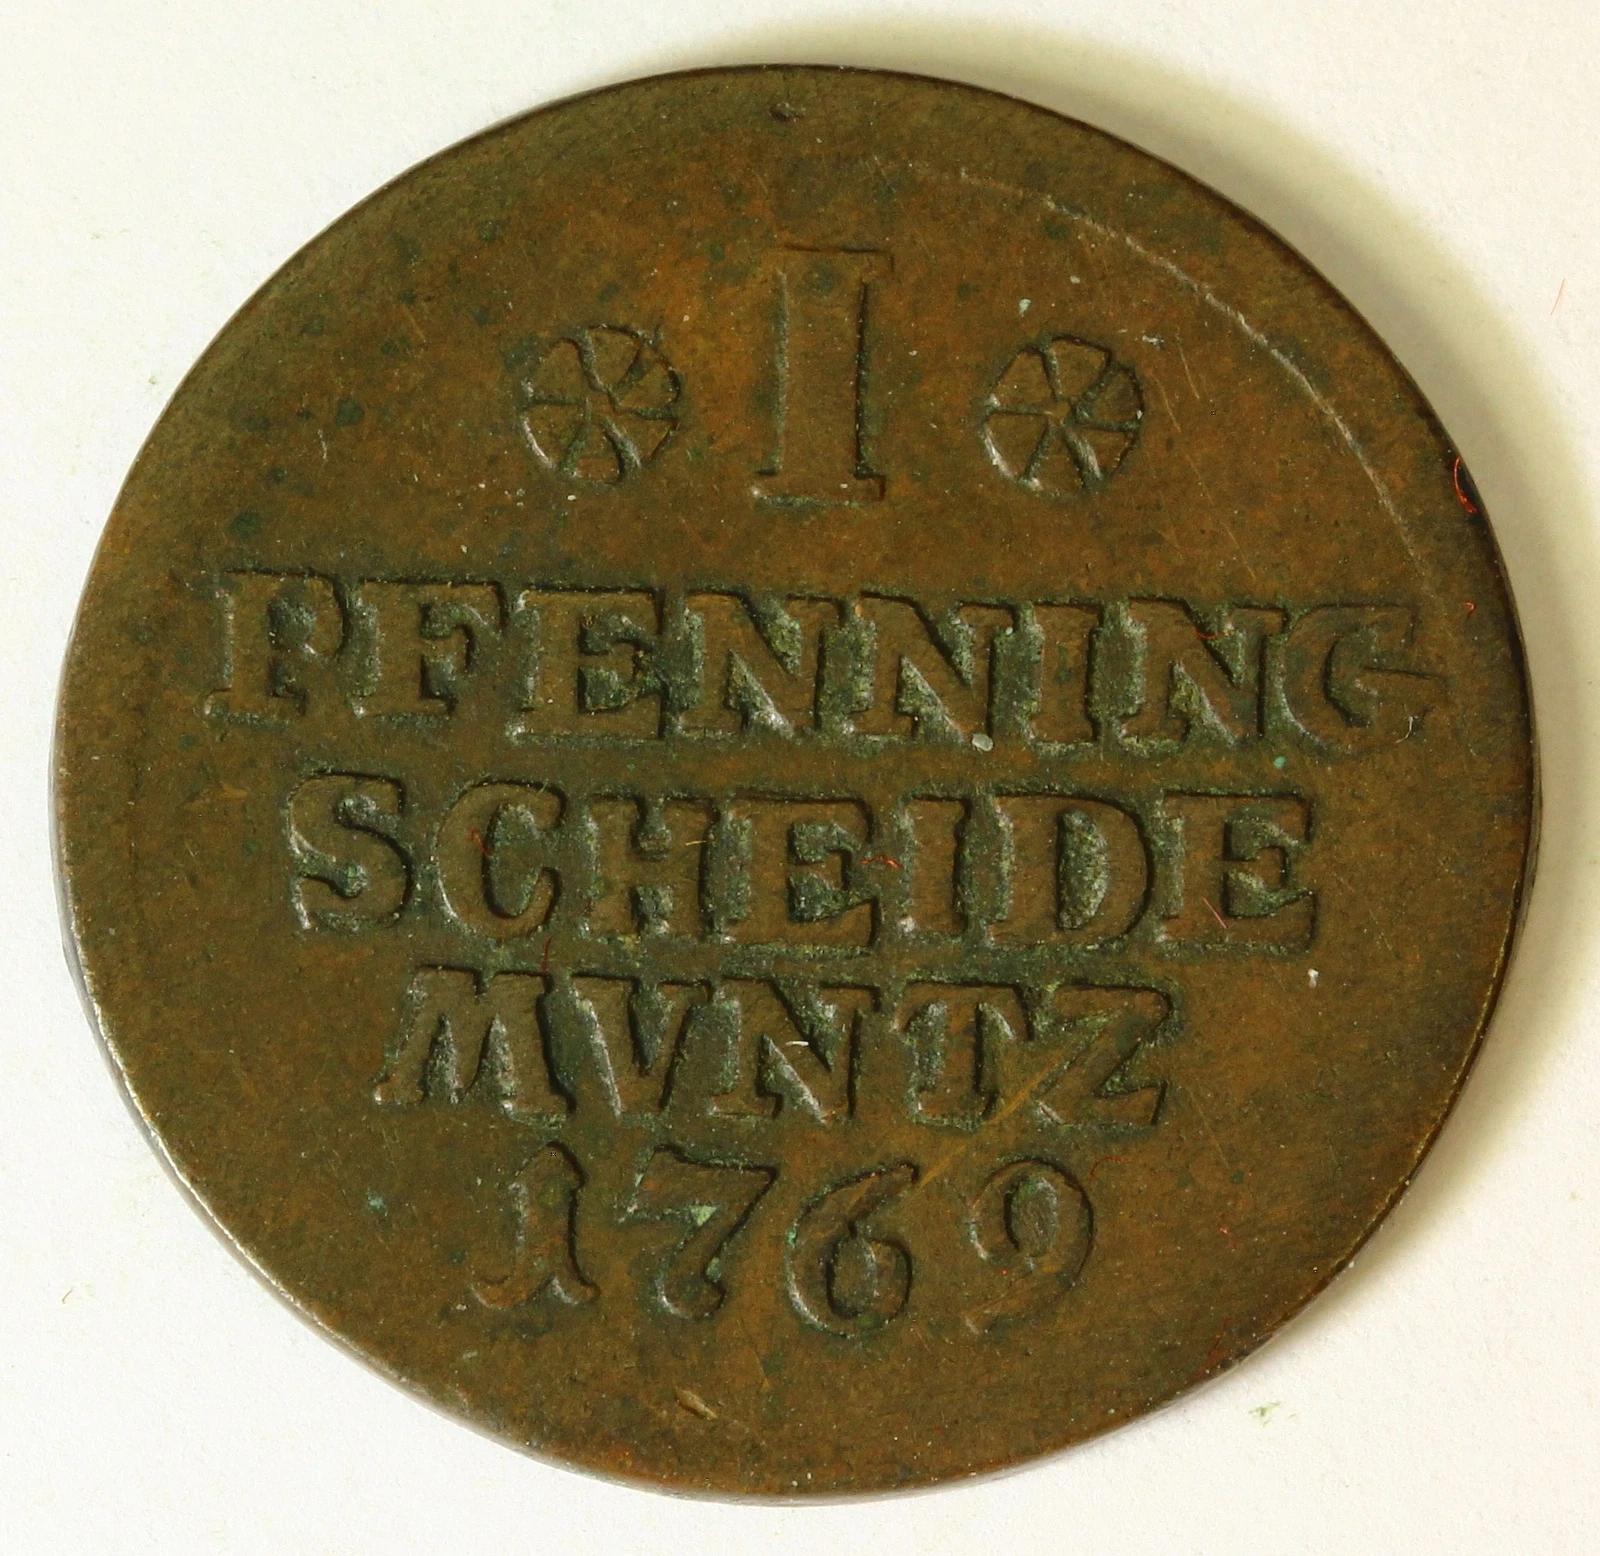 I
PFENNING
SCHEIDE
MVNTZ
1769